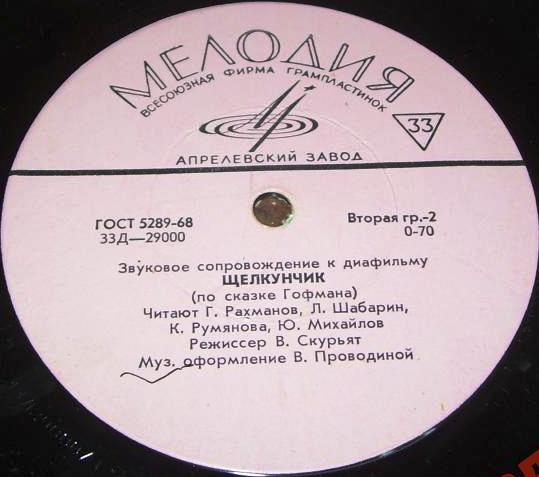 МЕЛОДИЯ
ВСЕСОЮЗНАЯ ФИРМА ГРАМПЛАСТИНОК
33
АПРЕЛЕВСКИЙ ЗАВОД
ГОСТ 5289-68
Вторая гр.-2
33Д—29000
0-70
Звуковое сопровождение к диафильму
ЩЕЛКУНЧИК
(по сказке Гофмана)
Читают Г. Рахманов, Л. Шабарин,
К. Румянова, Ю. Михайлов
Режиссер В. Скурьят
Муз. оформление В. Проводиной